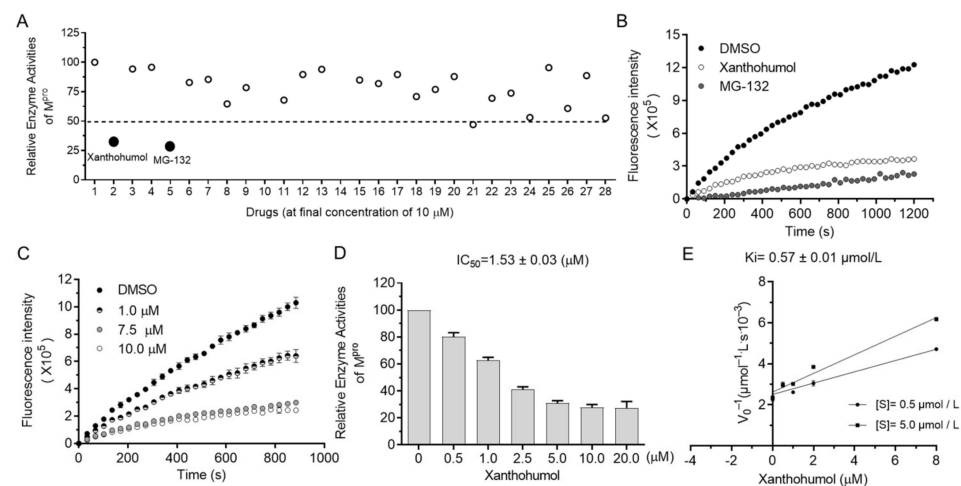 A
Relative Enzyme Activities
of Mpro
125
100
75
50
25
0
Xanthohumol
MG-132
1 2 3 4 5 6 7 8 9 10 11 12 13 14 15 16 17 18 19 20 21 22 23 24 25 26 27 28
Drugs (at final concentration of 10 μM)
B
Fluorescence intensity
( X105)
15
12
9
6
3
0
DMSO
Xanthohumol
MG-132
0 200 400 600 800 1000 1200
Time (s)
C
Fluorescence intensity
( X105)
12
10
8
6
4
2
0
DMSO
1.0 μM
7.5 μM
10.0 μM
0 200 400 600 800 1000
Time (s)
D
IC50=1.53 ± 0.03 (μM)
Relative Enzyme Activities
of Mpro
120
100
80
60
40
20
0
0 0.5 1.0 2.5 5.0 10.0 20.0 (μM)
Xanthohumol
E
Ki= 0.57 ± 0.01 μmol/L
V0-1 (μmol-1·L·s·10-3)
8
6
4
2
0
[S]= 0.5 μmol / L
[S]= 5.0 μmol / L
-4 -2 0 2 4 6 8
Xanthohumol (μM)